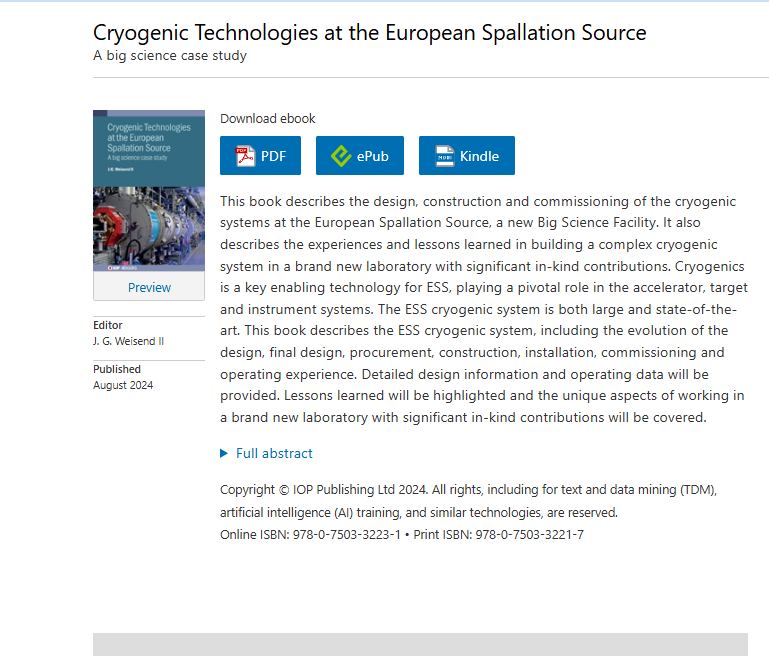 Cryogenic Technologies at the European Spallation Source
A big science case study
Cryogenic Technologies
at the European
Spallation Source
A big science case study
J. G. Weisend II
IOP
Preview
Editor
J. G. Weisend II
Published
August 2024
Download ebook
PDF PDF
ePub
MOBI Kindle
This book describes the design, construction and commissioning of the cryogenic
systems at the European Spallation Source, a new Big Science Facility. It also
describes the experiences and lessons learned in building a complex cryogenic
system in a brand new laboratory with significant in-kind contributions. Cryogenics
is a key enabling technology for ESS, playing a pivotal role in the accelerator, target
and instrument systems. The ESS cryogenic system is both large and state-of-the-
art. This book describes the ESS cryogenic system, including the evolution of the
design, final design, procurement, construction, installation, commissioning and
operating experience. Detailed design information and operating data will be
provided. Lessons learned will be highlighted and the unique aspects of working in
a brand new laboratory with significant in-kind contributions will be covered.
Full abstract
Copyright © IOP Publishing Ltd 2024. All rights, including for text and data mining (TDM),
artificial intelligence (AI) training, and similar technologies, are reserved.
Online ISBN: 978-0-7503-3223-1 • Print ISBN: 978-0-7503-3221-7